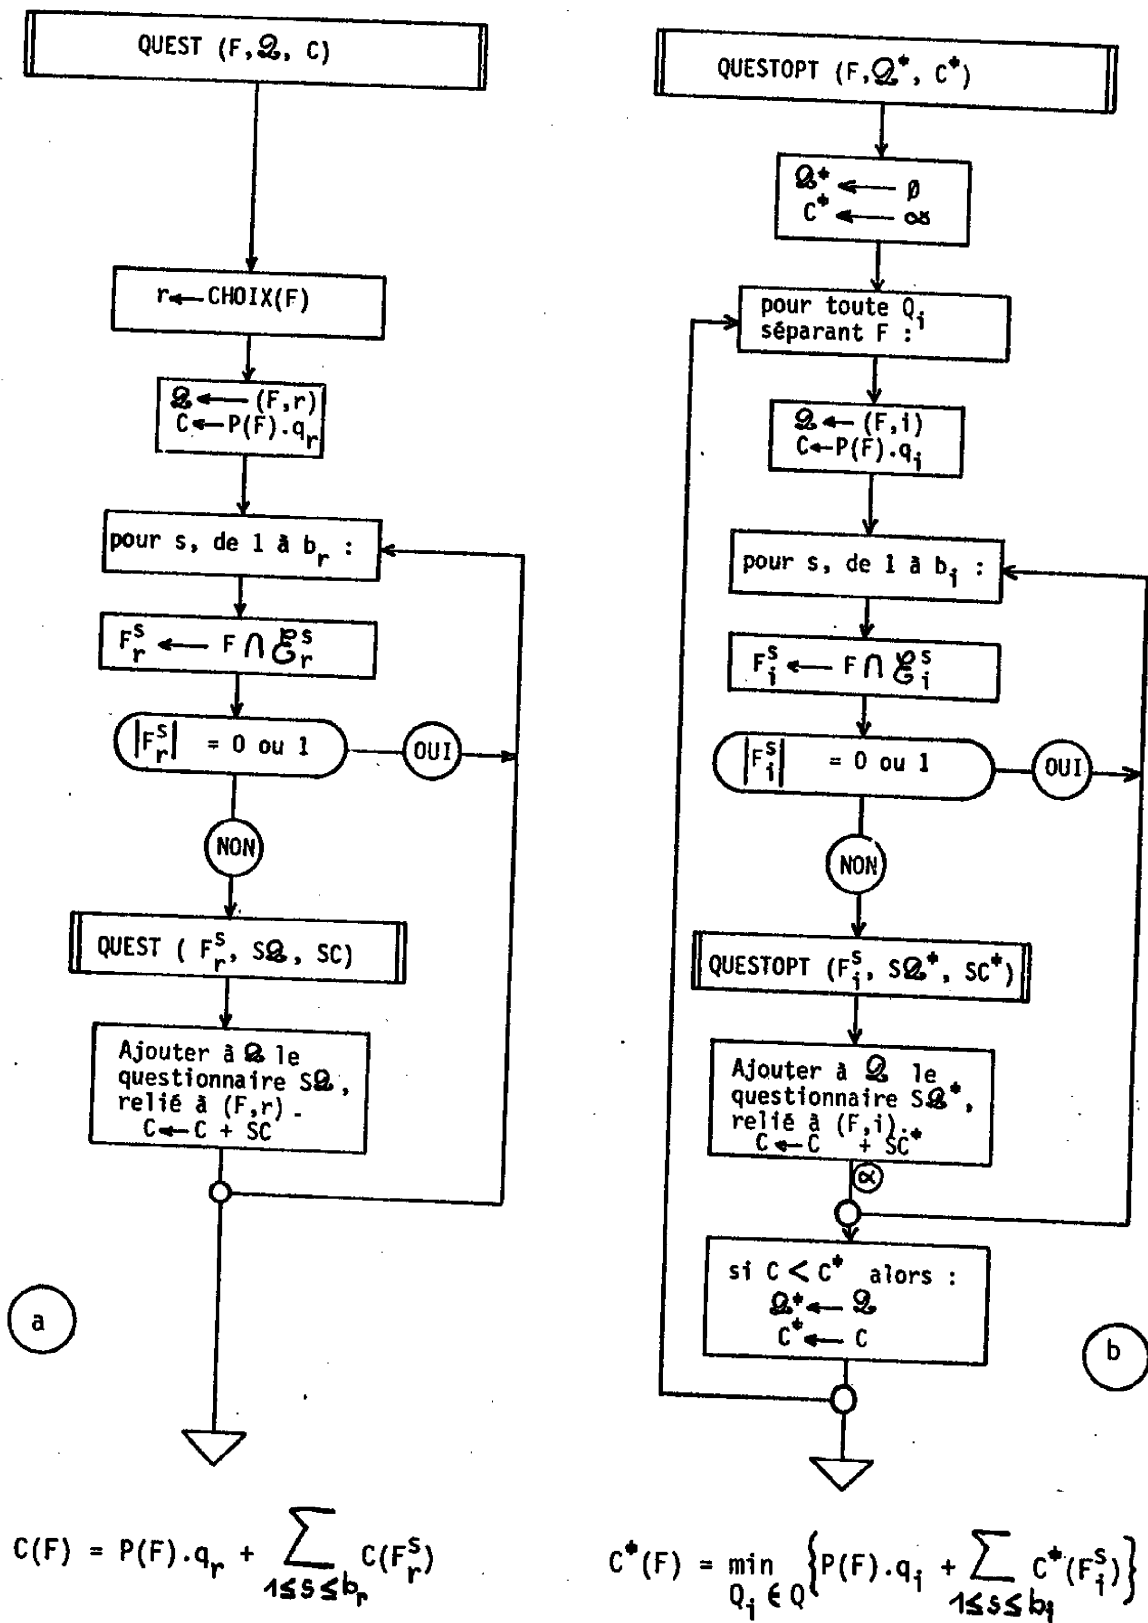 QUEST (F, 𝒬, C)
r ← CHOIX(F)
𝒬 ← (F,r)
C ← P(F).q_r
pour s, de 1 à b_r :
F_r^s ← F ∩ ℰ_r^s
|F_r^s| = 0 ou 1
OUI
NON
QUEST ( F_r^s, S𝒬, SC)
Ajouter à 𝒬 le
questionnaire S𝒬,
relié à (F,r).
C ← C + SC
a
C(F) = P(F).q_r + ∑ C(F_r^s)
1≤s≤b_r
QUESTOPT (F, 𝒬*, C*)
𝒬* ← ∅
C* ← ∞
pour toute Q_i
séparant F :
𝒬 ← (F,i)
C ← P(F).q_i
pour s, de 1 à b_i :
F_i^s ← F ∩ ℰ_i^s
|F_i^s| = 0 ou 1
OUI
NON
QUESTOPT (F_i^s, S𝒬*, SC*)
Ajouter à 𝒬 le
questionnaire S𝒬*,
relié à (F,i).
C ← C + SC*
α
si C < C* alors :
𝒬* ← 𝒬
C* ← C
b
C*(F) = min {P(F).q_i + ∑ C*(F_i^s)}
Q_i ∈ Q 1≤s≤b_i